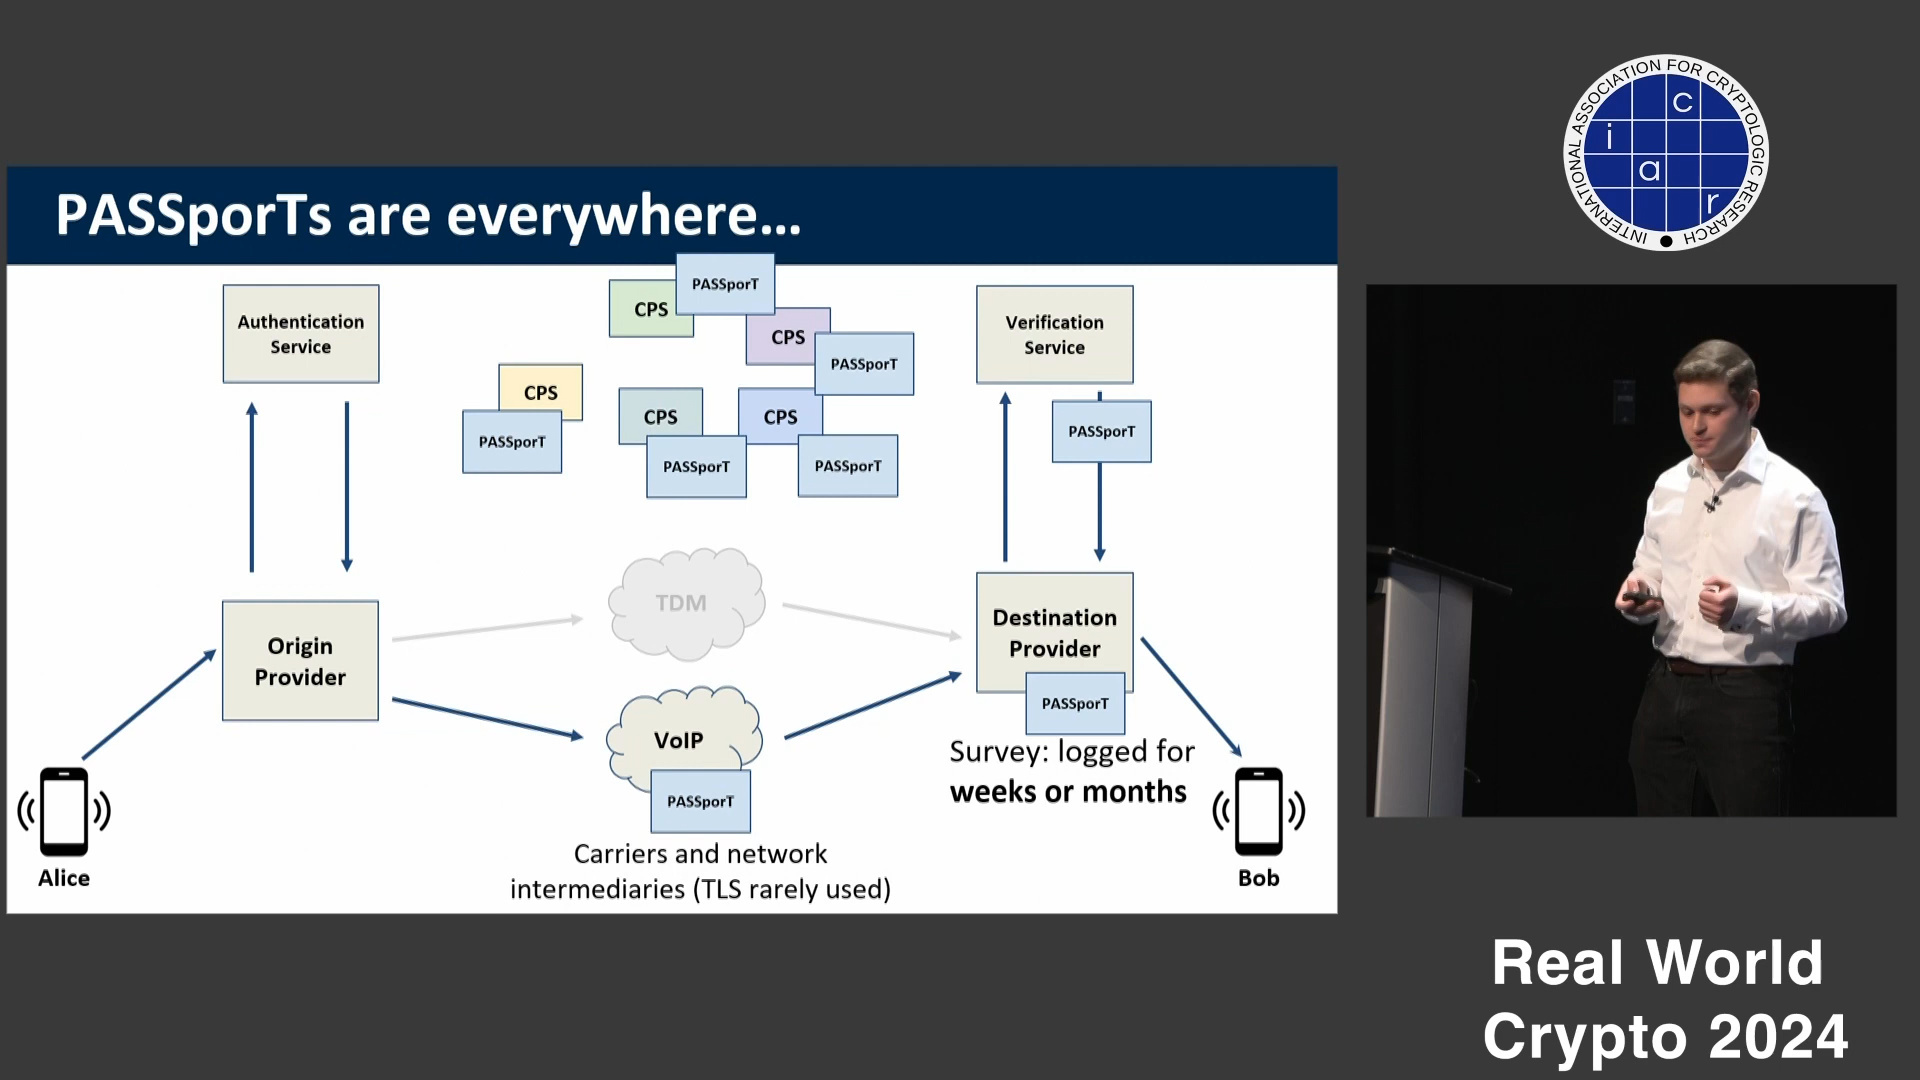 PASSporTs are everywhere...
Authentication
Service
CPS
PASSporT
CPS
PASSporT
CPS
PASSporT
CPS
PASSporT
CPS
PASSporT
Verification
Service
PASSporT
Origin
Provider
TDM
VoIP
PASSporT
Carriers and network
intermediaries (TLS rarely used)
Destination
Provider
PASSporT
Survey: logged for
weeks or months
Alice
Bob
INTERNATIONAL ASSOCIATION FOR CRYPTOLOGIC RESEARCH
c
i
a
r
Real World
Crypto 2024